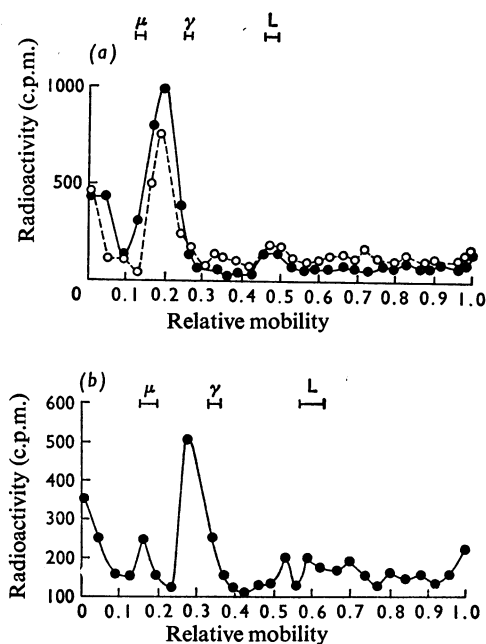 μ γ L
(a)
Radioactivity (c.p.m.)
1000
500
0 0.1 0.2 0.3 0.4 0.5 0.6 0.7 0.8 0.9 1.0
Relative mobility
(b) μ γ L
Radioactivity (c.p.m.)
600
500
400
300
200
100
0 0.1 0.2 0.3 0.4 0.5 0.6 0.7 0.8 0.9 1.0
Relative mobility